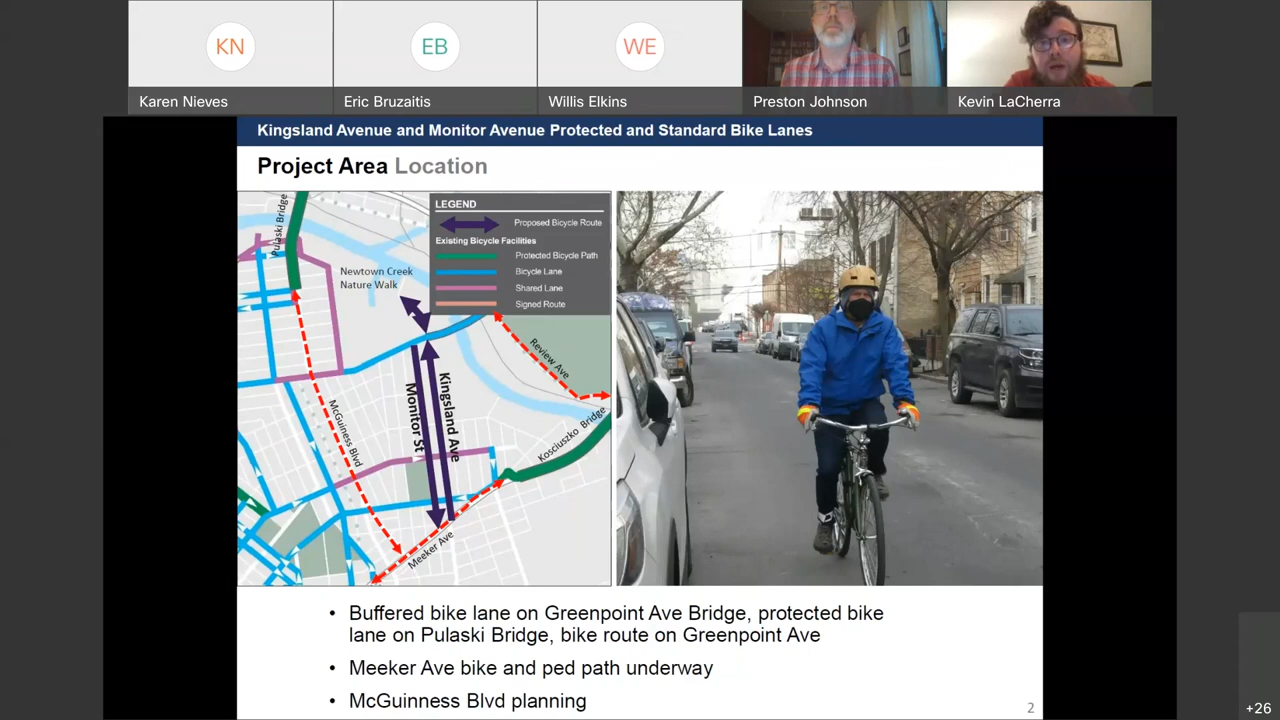 KN
EB
WE
Karen Nieves
Eric Bruzaitis
Willis Elkins
Preston Johnson
Kevin LaCherra
Kingsland Avenue and Monitor Avenue Protected and Standard Bike Lanes
Project Area Location
Pulaski Bridge
LEGEND
Proposed Bicycle Route
Existing Bicycle Facilities
Protected Bicycle Path
Bicycle Lane
Shared Lane
Signed Route
Newtown Creek
Nature Walk
Review Ave
Kingsland Ave
Monitor St
McGuiness Blvd
Kosciuszko Bridge
Meeker Ave
• Buffered bike lane on Greenpoint Ave Bridge, protected bike
lane on Pulaski Bridge, bike route on Greenpoint Ave
• Meeker Ave bike and ped path underway
• McGuinness Blvd planning
2
+26